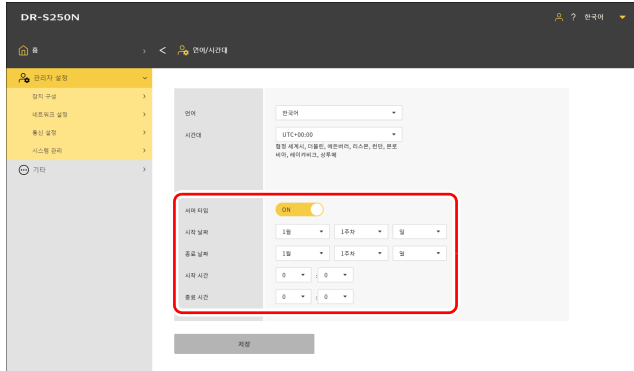 DR-S250N
? 한국어
홈
언어/시간대
관리자 설정
장치 구성
네트워크 설정
통신 설정
시스템 관리
기타
언어 한국어
시간대 UTC+00:00
협정 세계시, 더블린, 에든버러, 리스본, 런던, 몬로
비아, 레이캬비크, 산투메
서머 타임 ON
시작 날짜 1월 1주차 일
종료 날짜 1월 1주차 일
시작 시간 0 : 0
종료 시간 0 : 0
저장